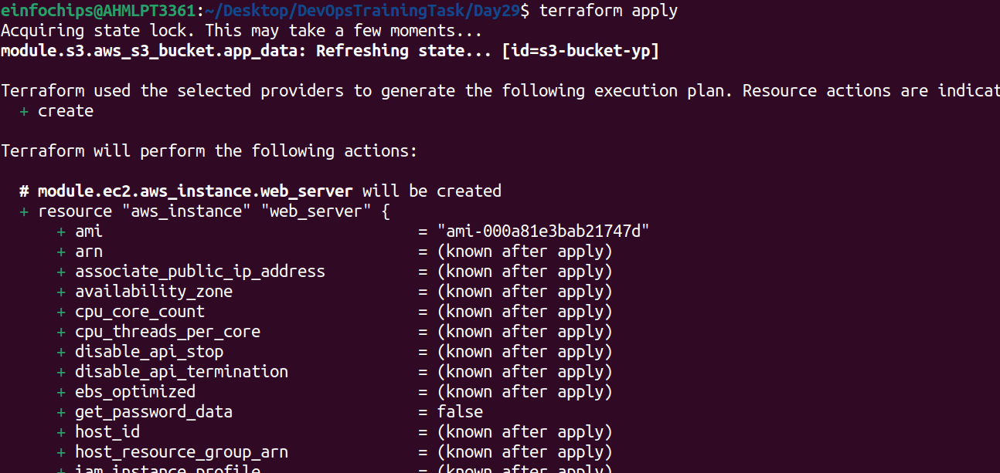 einfochips@AHMLPT3361:~/Desktop/DevOpsTrainingTask/Day29$ terraform apply
Acquiring state lock. This may take a few moments...
module.s3.aws_s3_bucket.app_data: Refreshing state... [id=s3-bucket-yp]
Terraform used the selected providers to generate the following execution plan. Resource actions are indicat
+ create
Terraform will perform the following actions:
# module.ec2.aws_instance.web_server will be created
+ resource "aws_instance" "web_server" {
+ ami = "ami-000a81e3bab21747d"
+ arn = (known after apply)
+ associate_public_ip_address = (known after apply)
+ availability_zone = (known after apply)
+ cpu_core_count = (known after apply)
+ cpu_threads_per_core = (known after apply)
+ disable_api_stop = (known after apply)
+ disable_api_termination = (known after apply)
+ ebs_optimized = (known after apply)
+ get_password_data = false
+ host_id = (known after apply)
+ host_resource_group_arn = (known after apply)
+ iam_instance_profile = (known after apply)